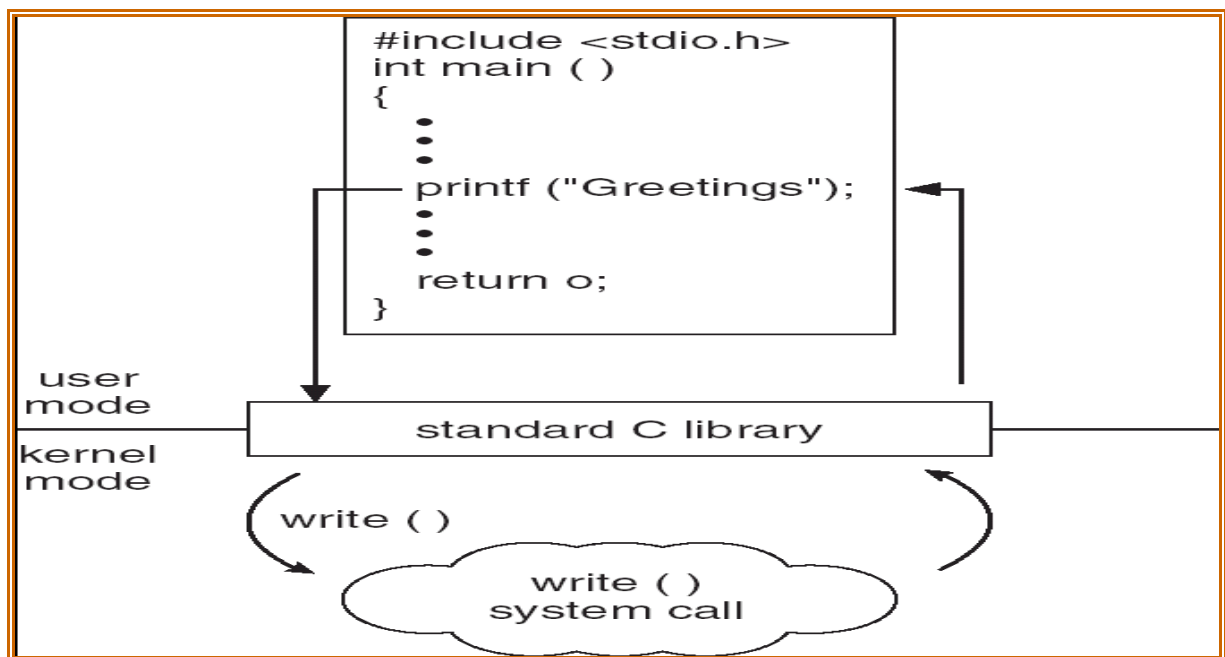 #include <stdio.h>
int main ( )
{
•
•
•
printf ("Greetings");
•
•
•
return o;
}
user
mode
standard C library
kernel
mode
write ( )
write ( )
system call